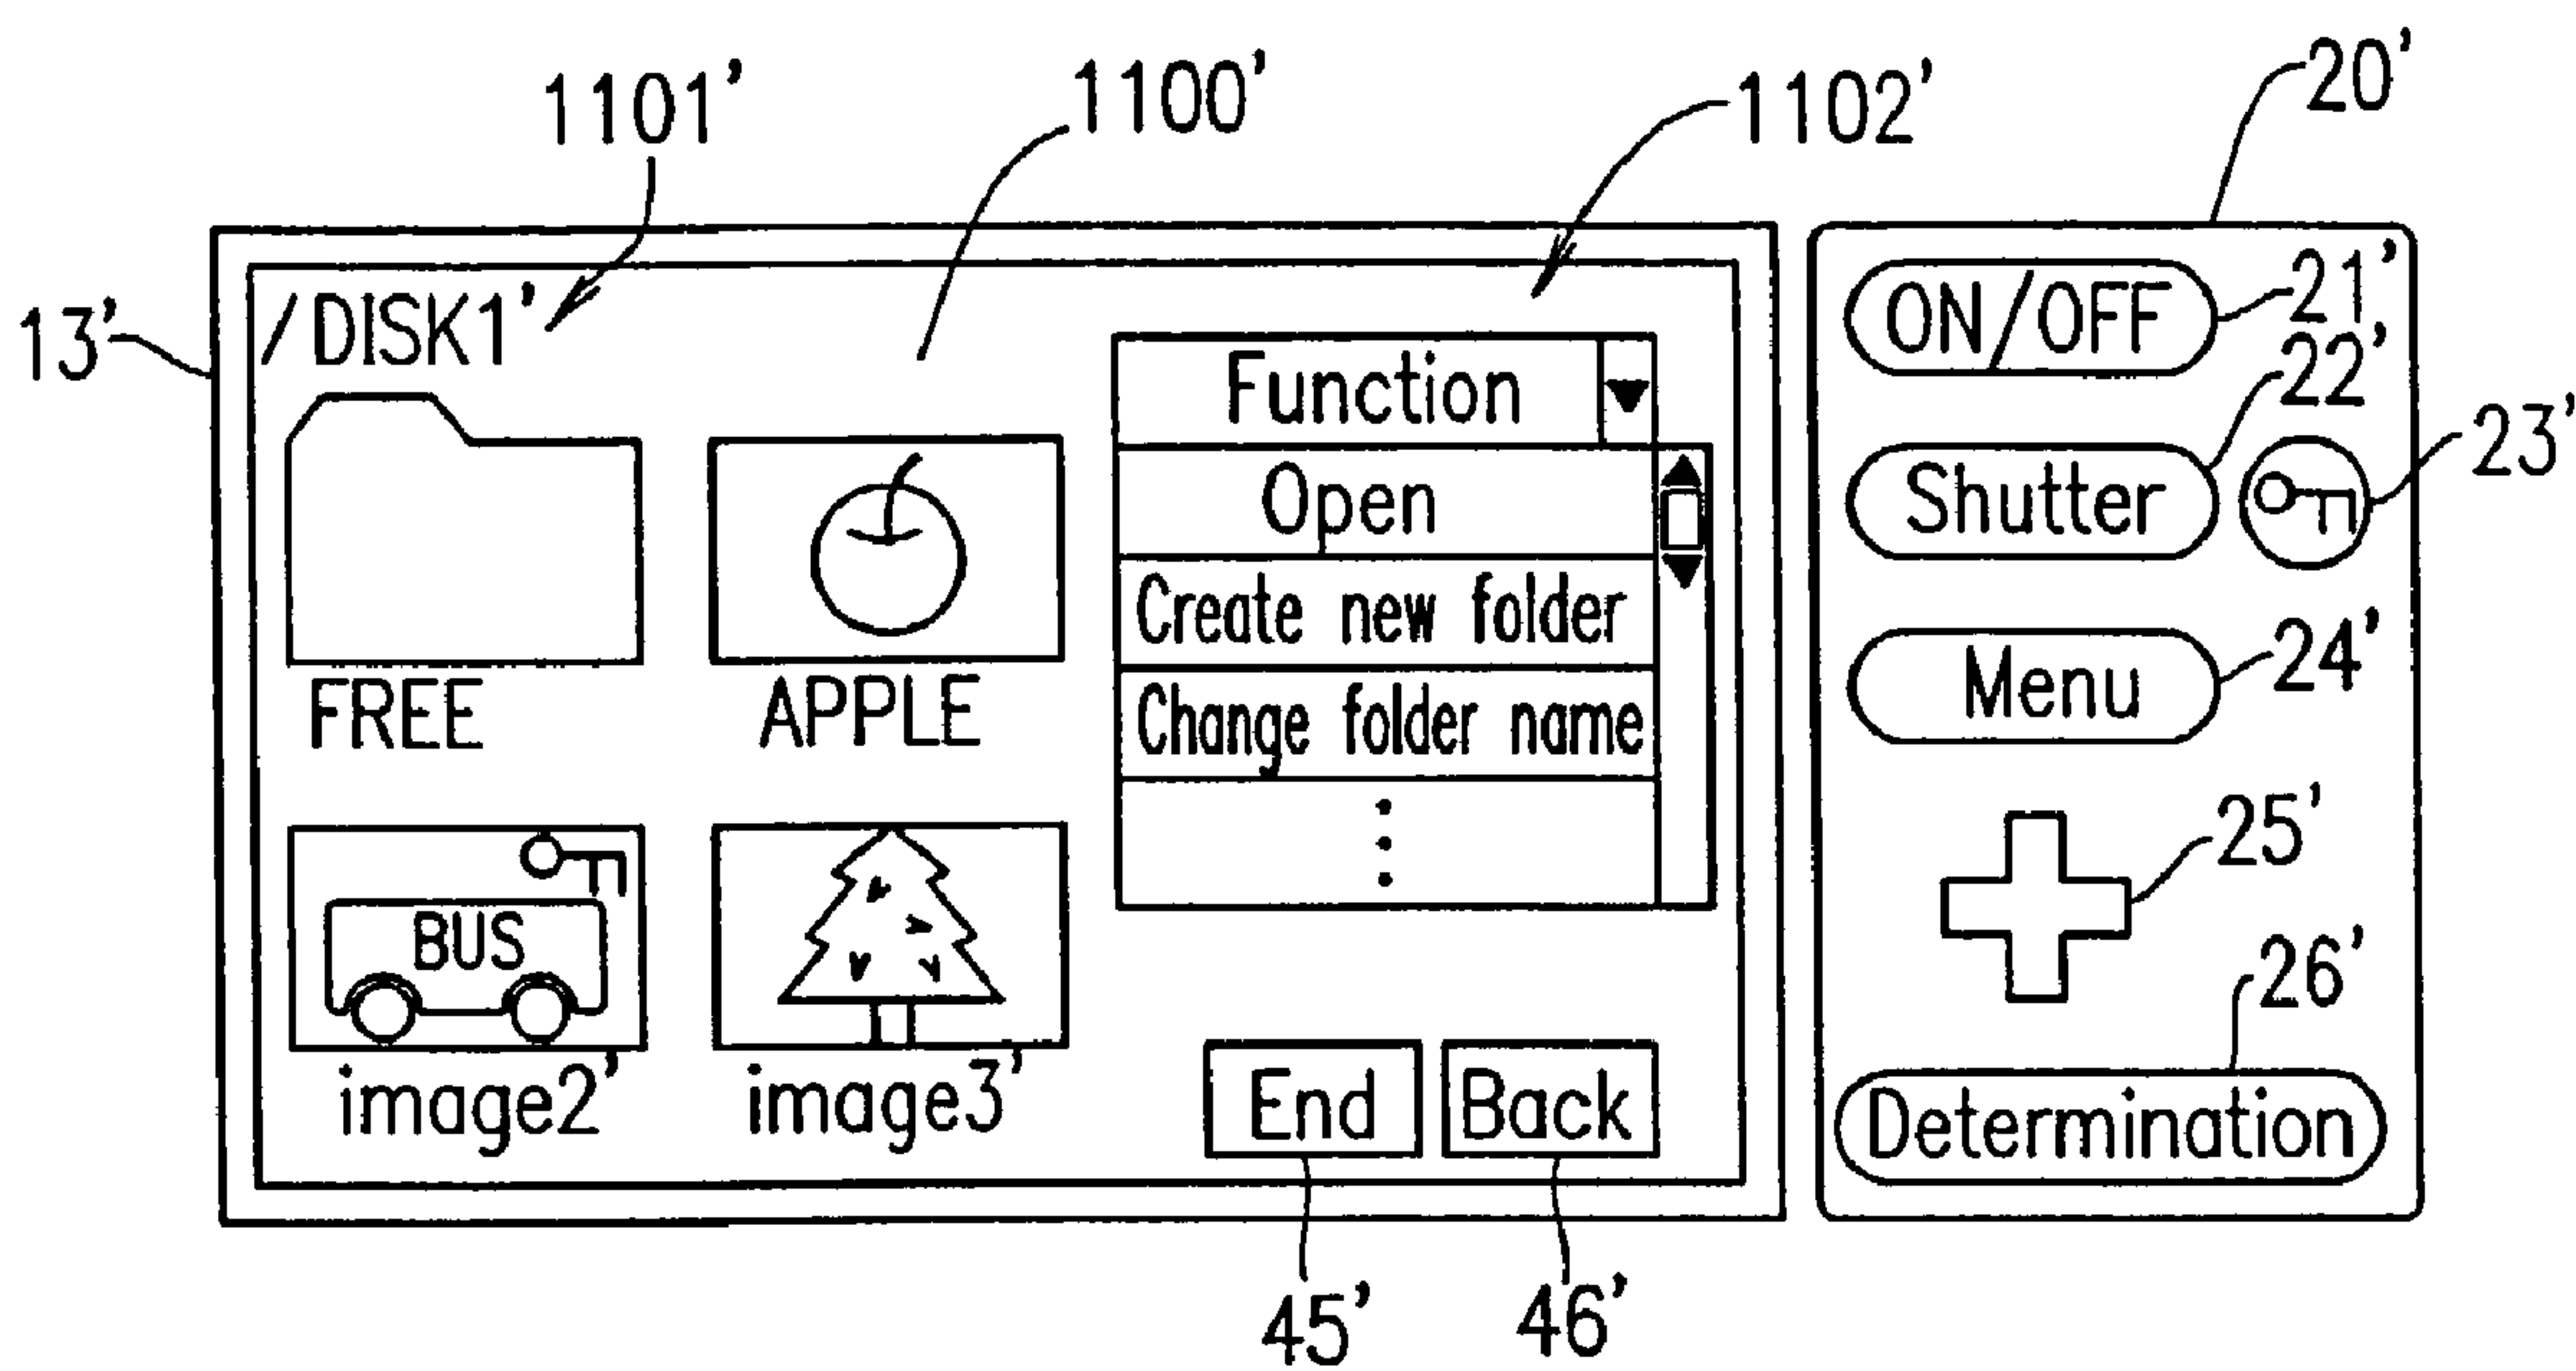 1101'
1100'
1102'
20'
13'
/DISK1'
Function
Open
Create new folder
Change folder name
FREE
APPLE
BUS
image2'
image3'
End
Back
45'
46'
ON/OFF
21'
22'
Shutter
23'
Menu
24'
25'
26'
Determination